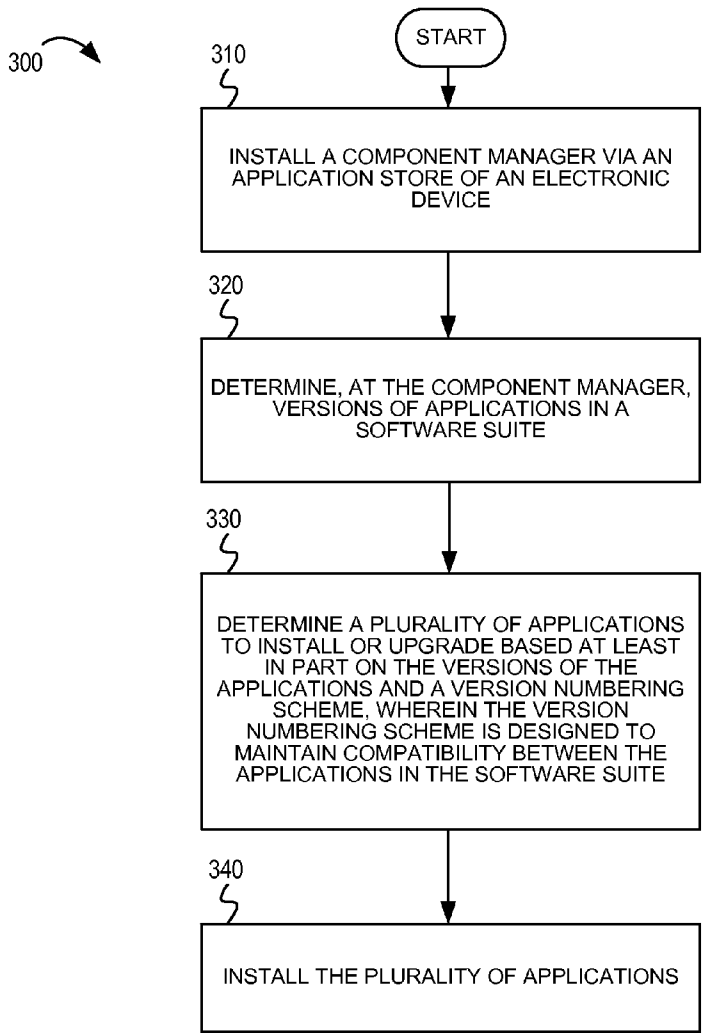 START
300
310
INSTALL A COMPONENT MANAGER VIA AN
APPLICATION STORE OF AN ELECTRONIC
DEVICE
320
DETERMINE, AT THE COMPONENT MANAGER,
VERSIONS OF APPLICATIONS IN A
SOFTWARE SUITE
330
DETERMINE A PLURALITY OF APPLICATIONS
TO INSTALL OR UPGRADE BASED AT LEAST
IN PART ON THE VERSIONS OF THE
APPLICATIONS AND A VERSION NUMBERING
SCHEME, WHEREIN THE VERSION
NUMBERING SCHEME IS DESIGNED TO
MAINTAIN COMPATIBILITY BETWEEN THE
APPLICATIONS IN THE SOFTWARE SUITE
340
INSTALL THE PLURALITY OF APPLICATIONS